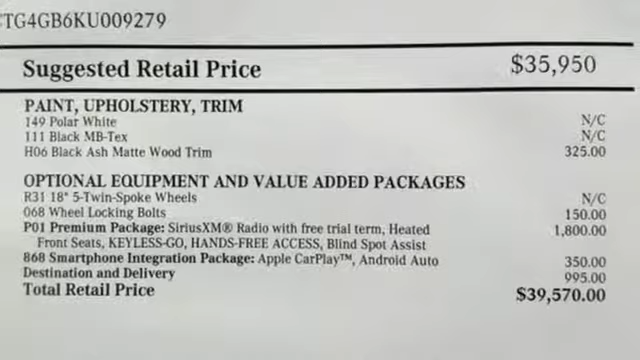 TG4GB6KU009279
Suggested Retail Price $35,950
PAINT, UPHOLSTERY, TRIM
149 Polar White N/C
111 Black MB-Tex N/C
H06 Black Ash Matte Wood Trim 325.00
OPTIONAL EQUIPMENT AND VALUE ADDED PACKAGES
R31 18" 5-Twin-Spoke Wheels N/C
068 Wheel Locking Bolts 150.00
P01 Premium Package: SiriusXM® Radio with free trial term, Heated 1,800.00
Front Seats, KEYLESS-GO, HANDS-FREE ACCESS, Blind Spot Assist
868 Smartphone Integration Package: Apple CarPlay™, Android Auto 350.00
Destination and Delivery 995.00
Total Retail Price $39,570.00